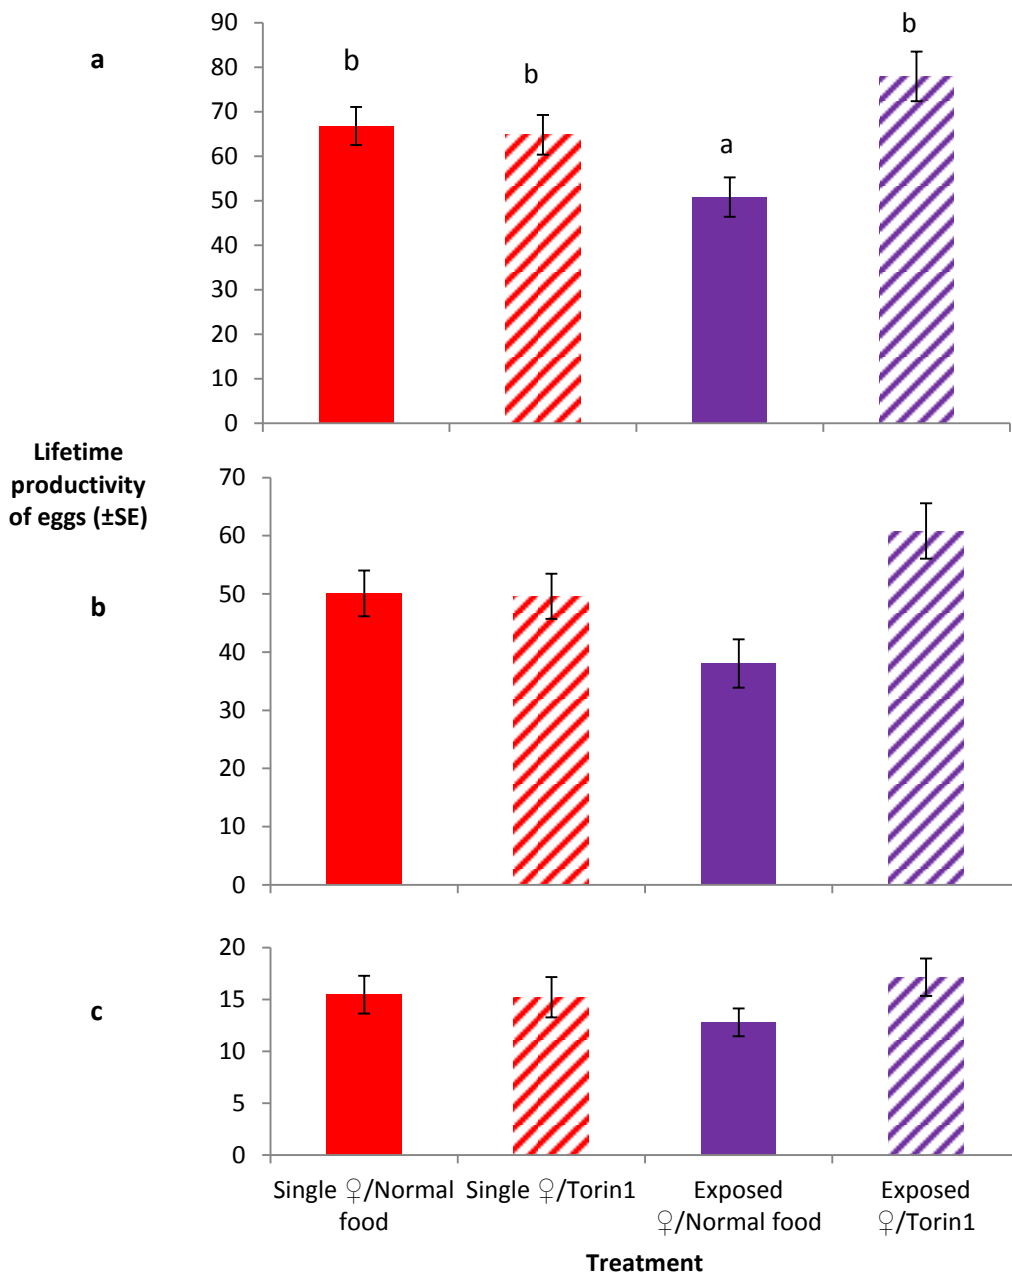 a
90
80
70
60
50
40
30
20
10
0
b
b
a
b
Lifetime
productivity
of eggs (±SE)
b
70
60
50
40
30
20
10
0
c
20
15
10
5
0
Single ♀/Normal
food
Single ♀/Torin1
Exposed
♀/Normal food
Exposed
♀/Torin1
Treatment